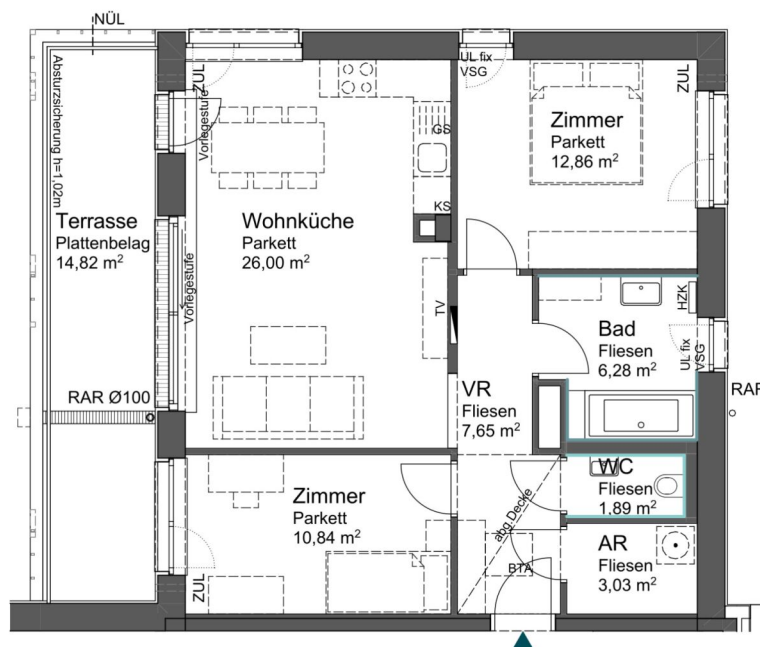 NÜL
Absturzsicherung h=1,02m
ZUL
Vorlegestufe
UL fix
VSG
ZUL
GS
KS
Zimmer
Parkett
12,86 m²
Terrasse
Plattenbelag
14,82 m²
Wohnküche
Parkett
26,00 m²
Vorlegestufe
TV
HZK
Bad
Fliesen
6,28 m²
UL fix
VSG
RAR Ø100
VR
Fliesen
7,65 m²
RAR
WC
Fliesen
1.89 m²
Zimmer
Parkett
10,84 m²
abg.Decke
AR
Fliesen
3,03 m²
BTA
ZUL